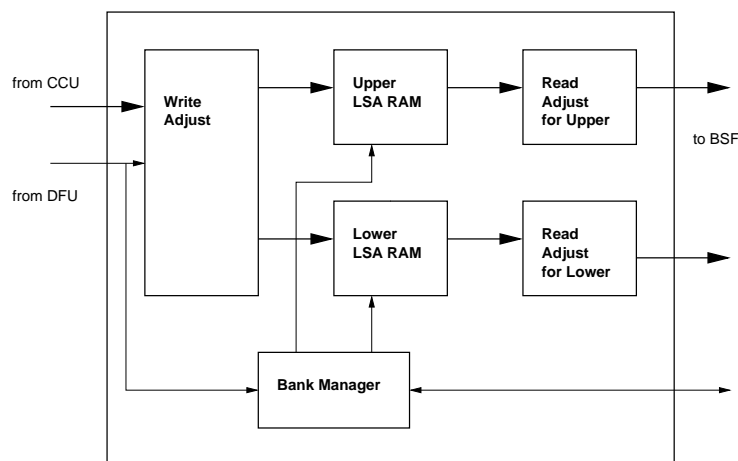 from CCU
from DFU
Write
Adjust
Upper
LSA RAM
Read
Adjust
for Upper
to BSF
Lower
LSA RAM
Read
Adjust
for Lower
Bank Manager